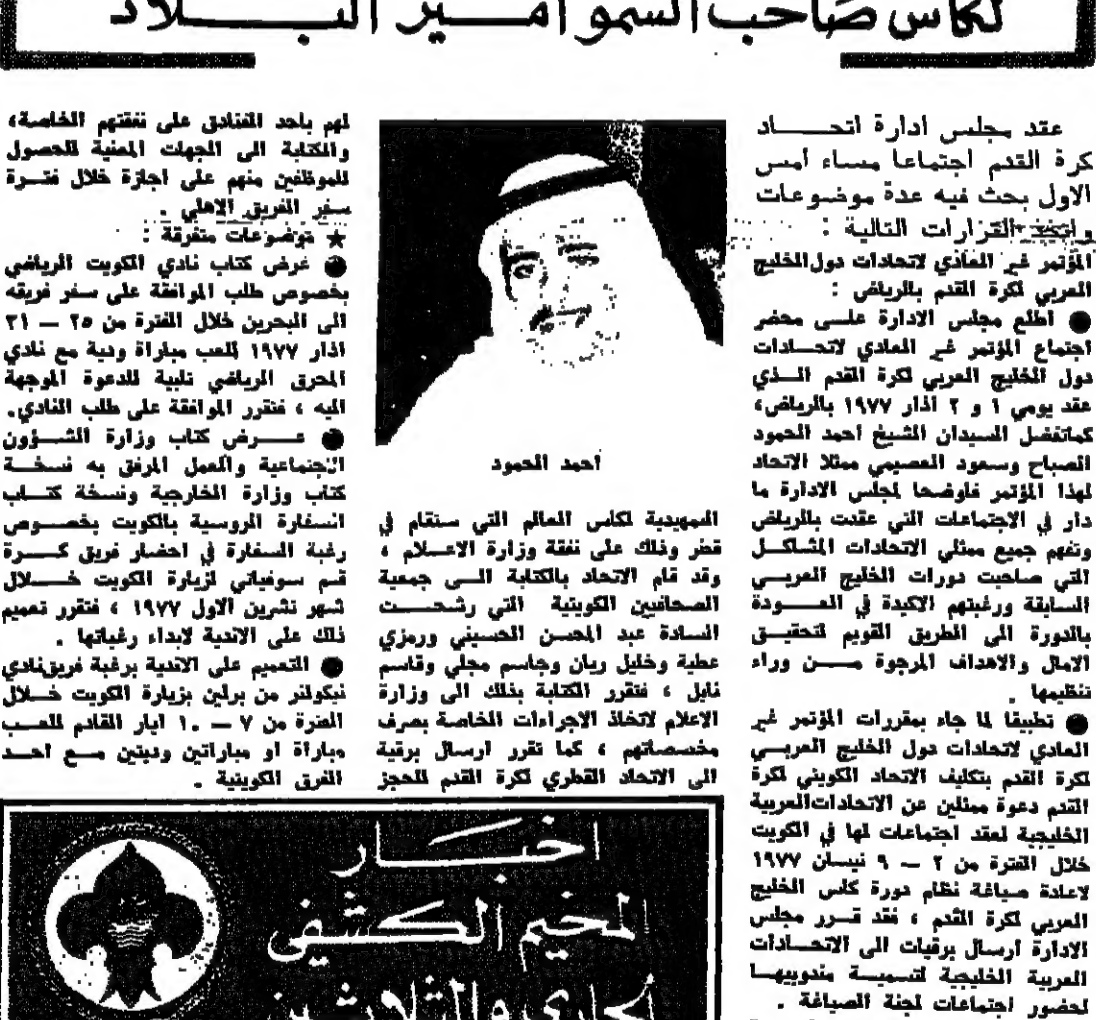 لكأس صاحب السمو أمير البلاد
عقد مجلس ادارة اتحاد
كرة القدم اجتماعا مساء أمس
الاول بحث فيه عدة موضوعات
واتخذ القرارات التالية :
المؤتمر غير العادي لاتحادات دول الخليج
العربي لكرة القدم بالرياض :
● اطلع مجلس الادارة على محضر
اجتماع المؤتمر غير العادي لاتحادات
دول الخليج العربي لكرة القدم الذي
عقد يومي ١ و ٢ آذار ١٩٧٧ بالرياض،
كماتفضل السيدان الشيخ أحمد الحمود
الصباح وسعود العصيمي ممثلا الاتحاد
لهذا المؤتمر فاوضحا لمجلس الادارة ما
دار في الاجتماعات التي عقدت بالرياض
وتفهم جميع ممثلي الاتحادات المشاكل
التي صاحبت دورات الخليج العربي
السابقة ورغبتهم الاكيدة في العودة
بالدورة الى الطريق القويم لتحقيق
الامال والاهداف المرجوة من وراء
تنظيمها .
● تطبيقا لما جاء بمقررات المؤتمر غير
العادي لاتحادات دول الخليج العربي
لكرة القدم بتكليف الاتحاد الكويتي لكرة
القدم دعوة ممثلين عن الاتحادات العربية
الخليجية لعقد اجتماعات لها في الكويت
خلال الفترة من ٢ — ٩ نيسان ١٩٧٧
لاعادة صياغة نظام دورة كأس الخليج
العربي لكرة القدم ، فقد قرر مجلس
الادارة ارسال برقيات الى الاتحادات
العربية الخليجية لتسمية مندوبيها
لحضور اجتماعات لجنة الصياغة .
أحمد الحمود
التمهيدية لكأس العالم التي ستقام في
قطر وذلك على نفقة وزارة الاعلام ،
وقد قام الاتحاد بالكتابة الى جمعية
الصحافيين الكويتية التي رشحت
السادة عبد المحسن الحسيني ورمزي
عطية وخليل ريان وجاسم مجلي وقاسم
نايل ، فتقرر الكتابة بذلك الى وزارة
الاعلام لاتخاذ الاجراءات الخاصة بصرف
مخصصاتهم ، كما تقرر ارسال برقية
الى الاتحاد القطري لكرة القدم للحجز
لهم باحد الفنادق على نفقتهم الخاصة،
والكتابة الى الجهات المعنية للحصول
للموظفين منهم على اجازة خلال فترة
سفر الفريق الاهلي .
★ موضوعات متفرقة :
● عرض كتاب نادي الكويت الرياضي
بخصوص طلب الموافقة على سفر فريقه
الى البحرين خلال الفترة من ٢٥ — ٣١
اذار ١٩٧٧ للعب مباراة ودية مع نادي
المحرق الرياضي تلبية للدعوة الموجهة
اليه ، فتقرر الموافقة على طلب النادي.
● عرض كتاب وزارة الشؤون
الاجتماعية والعمل المرفق به نسخة
كتاب وزارة الخارجية ونسخة كتاب
السفارة الروسية بالكويت بخصوص
رغبة السفارة في احضار فريق كرة
قدم سوفياتي لزيارة الكويت خلال
شهر تشرين الاول ١٩٧٧ ، فتقرر تعميم
ذلك على الاندية لابداء رغباتها .
● التعميم على الاندية برغبة فريق نادي
نيكولنر من برلين بزيارة الكويت خلال
الفترة من ٧ — ١٠ ايار القادم للعب
مباراة او مباراتين وديتين مع احد
الفرق الكويتية .
أخبار
المخيم الكشفي
الحادي والثلاثين